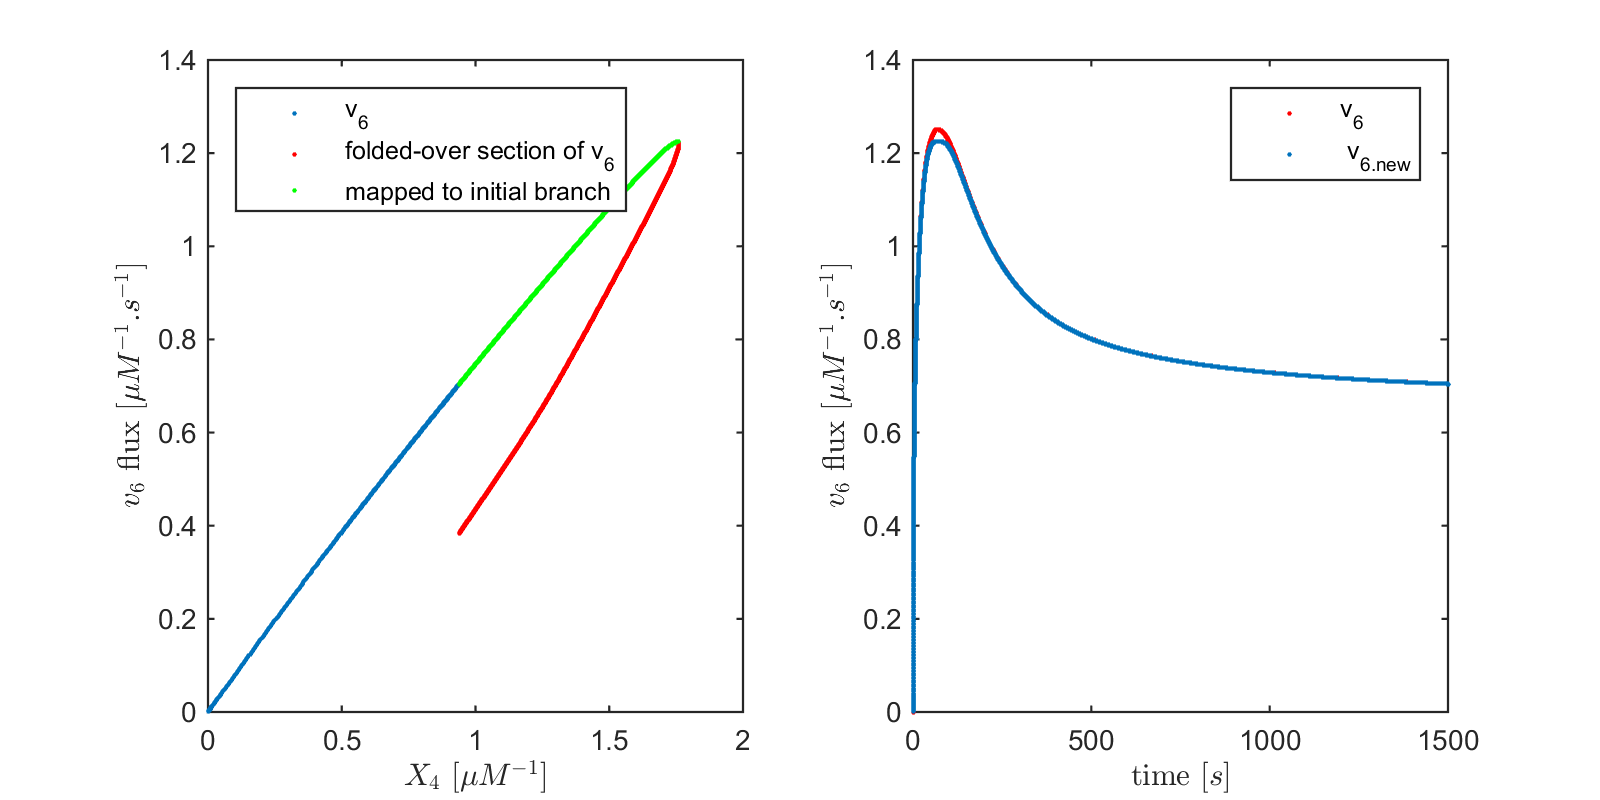 1.4
1.2
1
0.8
0.6
0.4
0.2
0
0 0.5 1 1.5 2
v6 flux [μM−1.s−1]
X4 [μM−1]
v6
folded-over section of v6
mapped to initial branch
1.4
1.2
1
0.8
0.6
0.4
0.2
0
0 500 1000 1500
v6 flux [μM−1.s−1]
time [s]
v6
v6.new